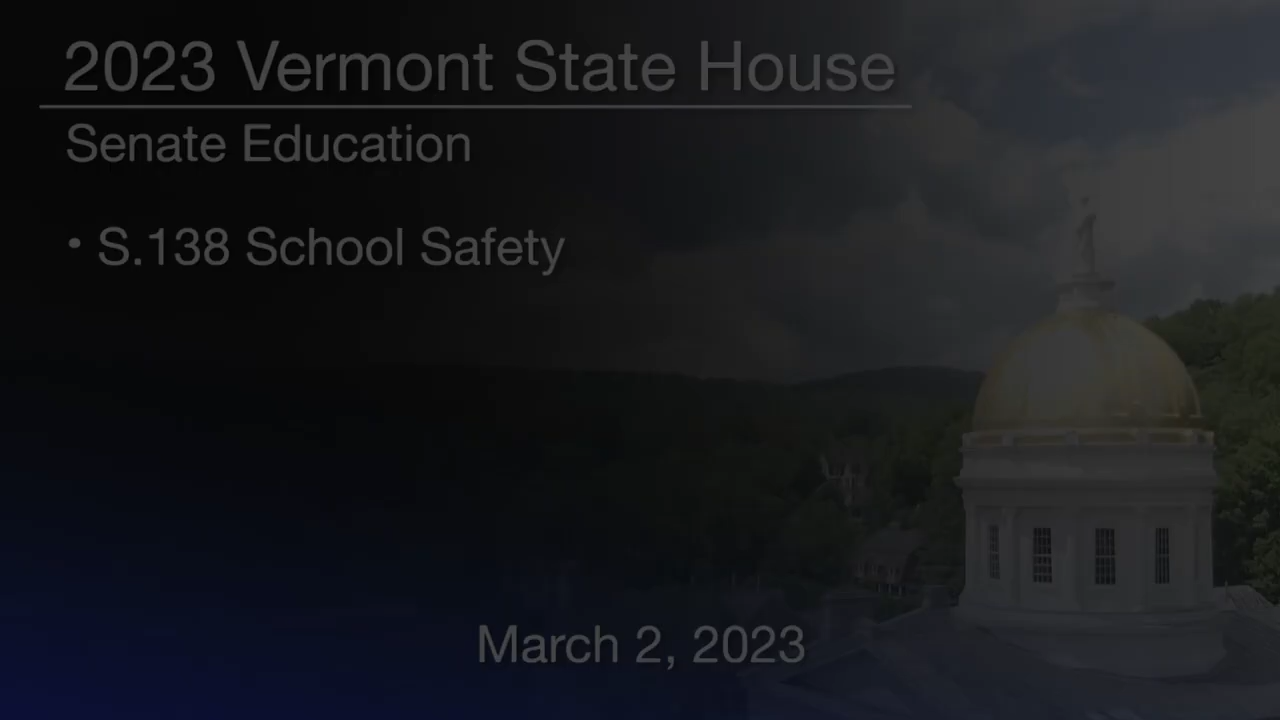 2023 Vermont State House
Senate Education
• S.138 School Safety
March 2, 2023